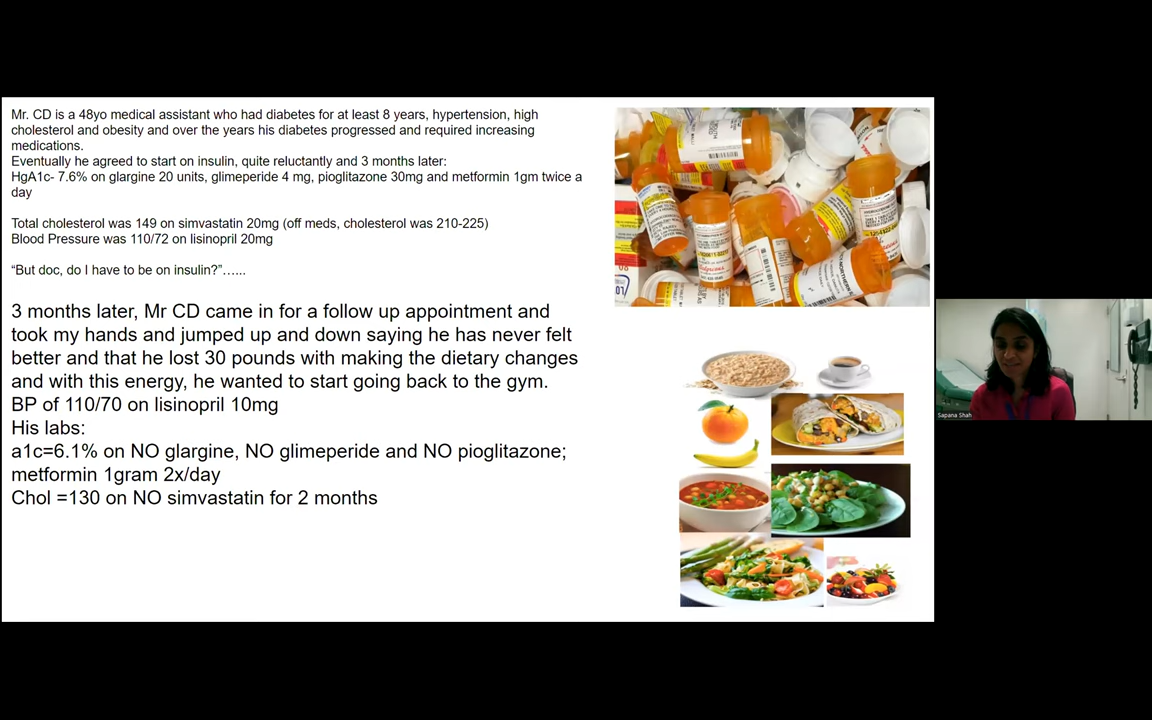 Mr. CD is a 48yo medical assistant who had diabetes for at least 8 years, hypertension, high
cholesterol and obesity and over the years his diabetes progressed and required increasing
medications.
Eventually he agreed to start on insulin, quite reluctantly and 3 months later:
HgA1c- 7.6% on glargine 20 units, glimeperide 4 mg, pioglitazone 30mg and metformin 1gm twice a
day
Total cholesterol was 149 on simvastatin 20mg (off meds, cholesterol was 210-225)
Blood Pressure was 110/72 on lisinopril 20mg
“But doc, do I have to be on insulin?”…...
3 months later, Mr CD came in for a follow up appointment and
took my hands and jumped up and down saying he has never felt
better and that he lost 30 pounds with making the dietary changes
and with this energy, he wanted to start going back to the gym.
BP of 110/70 on lisinopril 10mg
His labs:
a1c=6.1% on NO glargine, NO glimeperide and NO pioglitazone;
metformin 1gram 2x/day
Chol =130 on NO simvastatin for 2 months
Sapana Shah